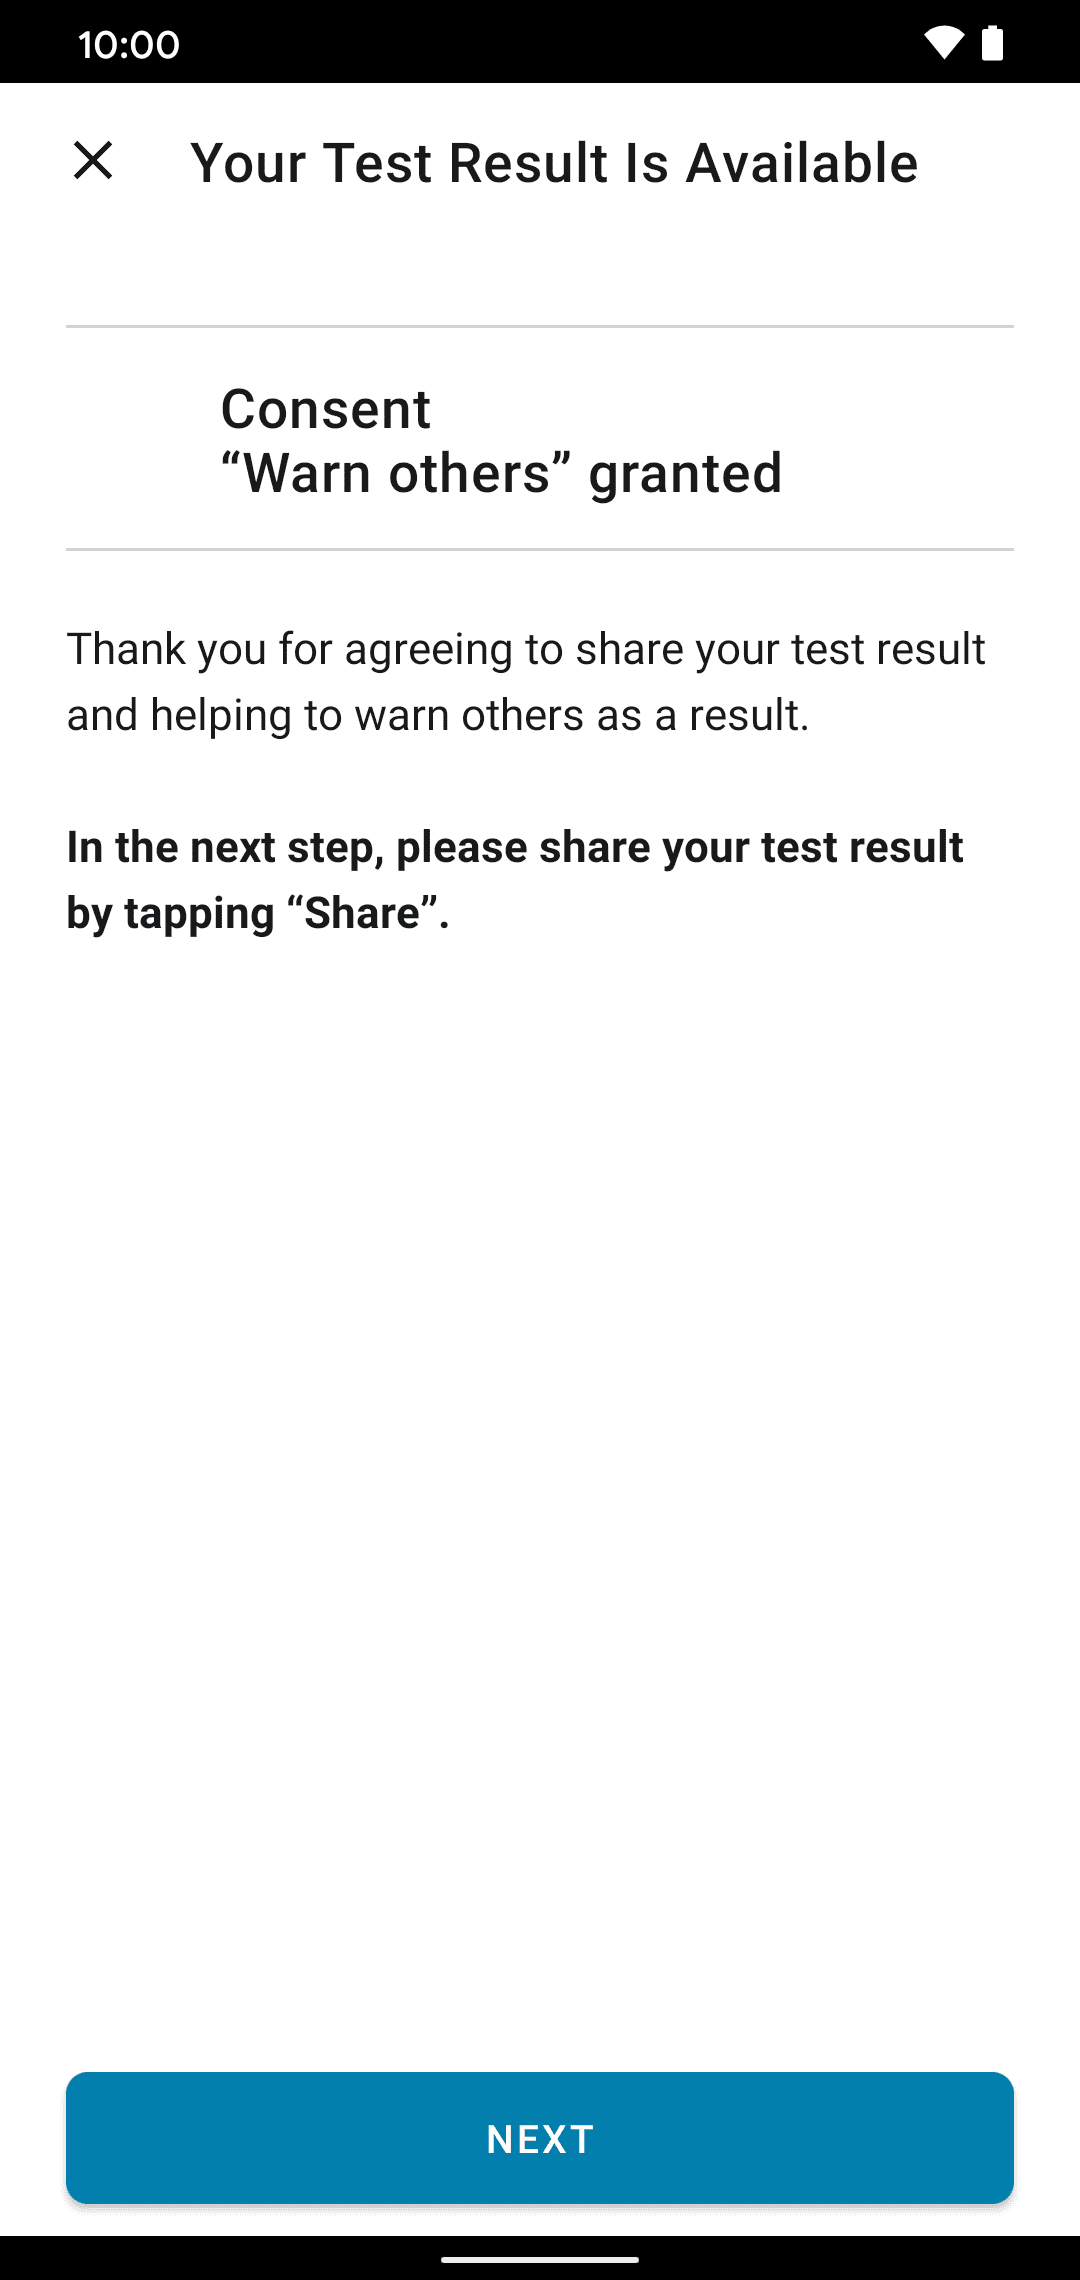 10:00
Your Test Result Is Available
Consent
“Warn others” granted
Thank you for agreeing to share your test result
and helping to warn others as a result.
In the next step, please share your test result
by tapping “Share”.
NEXT